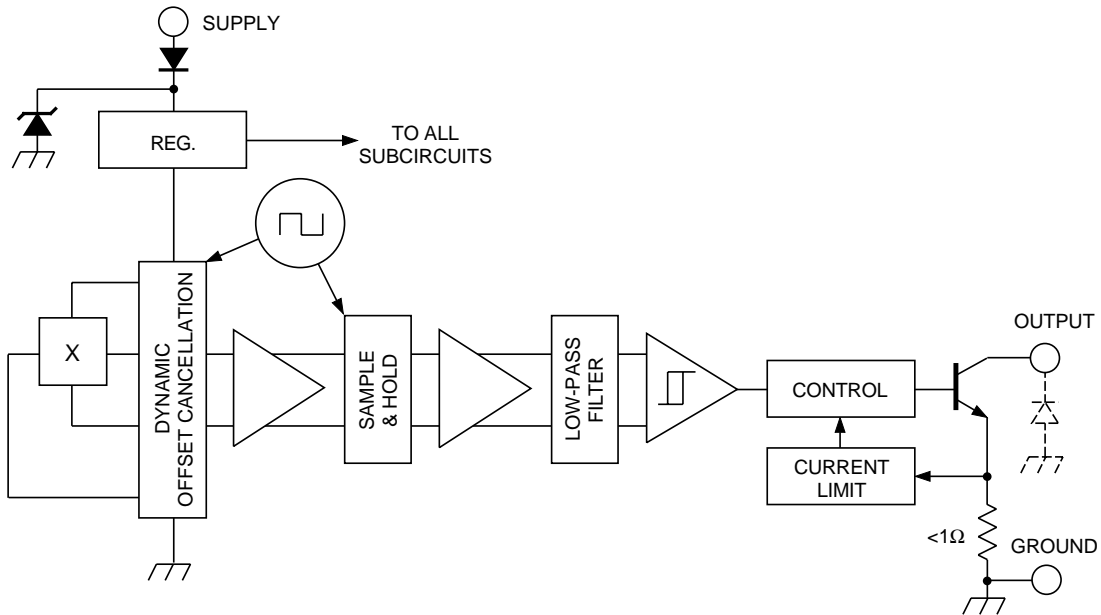 SUPPLY
REG.
TO ALL
SUBCIRCUITS
X
DYNAMIC
OFFSET CANCELLATION
SAMPLE
& HOLD
LOW-PASS
FILTER
CONTROL
CURRENT
LIMIT
OUTPUT
<1Ω
GROUND